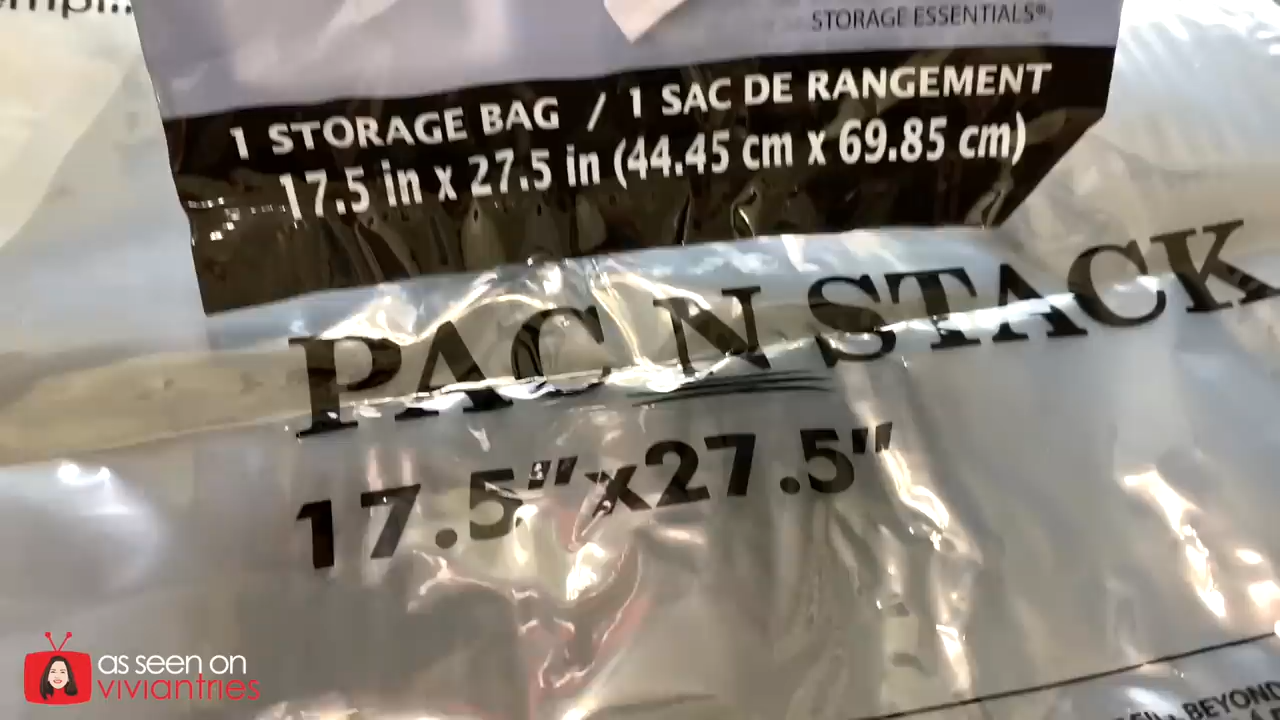 STORAGE ESSENTIALS®
1 STORAGE BAG / 1 SAC DE RANGEMENT
17.5 in x 27.5 in (44.45 cm x 69.85 cm)
PAC N STACK
17.5"x27.5"
BEYOND
as seen on
viviantries